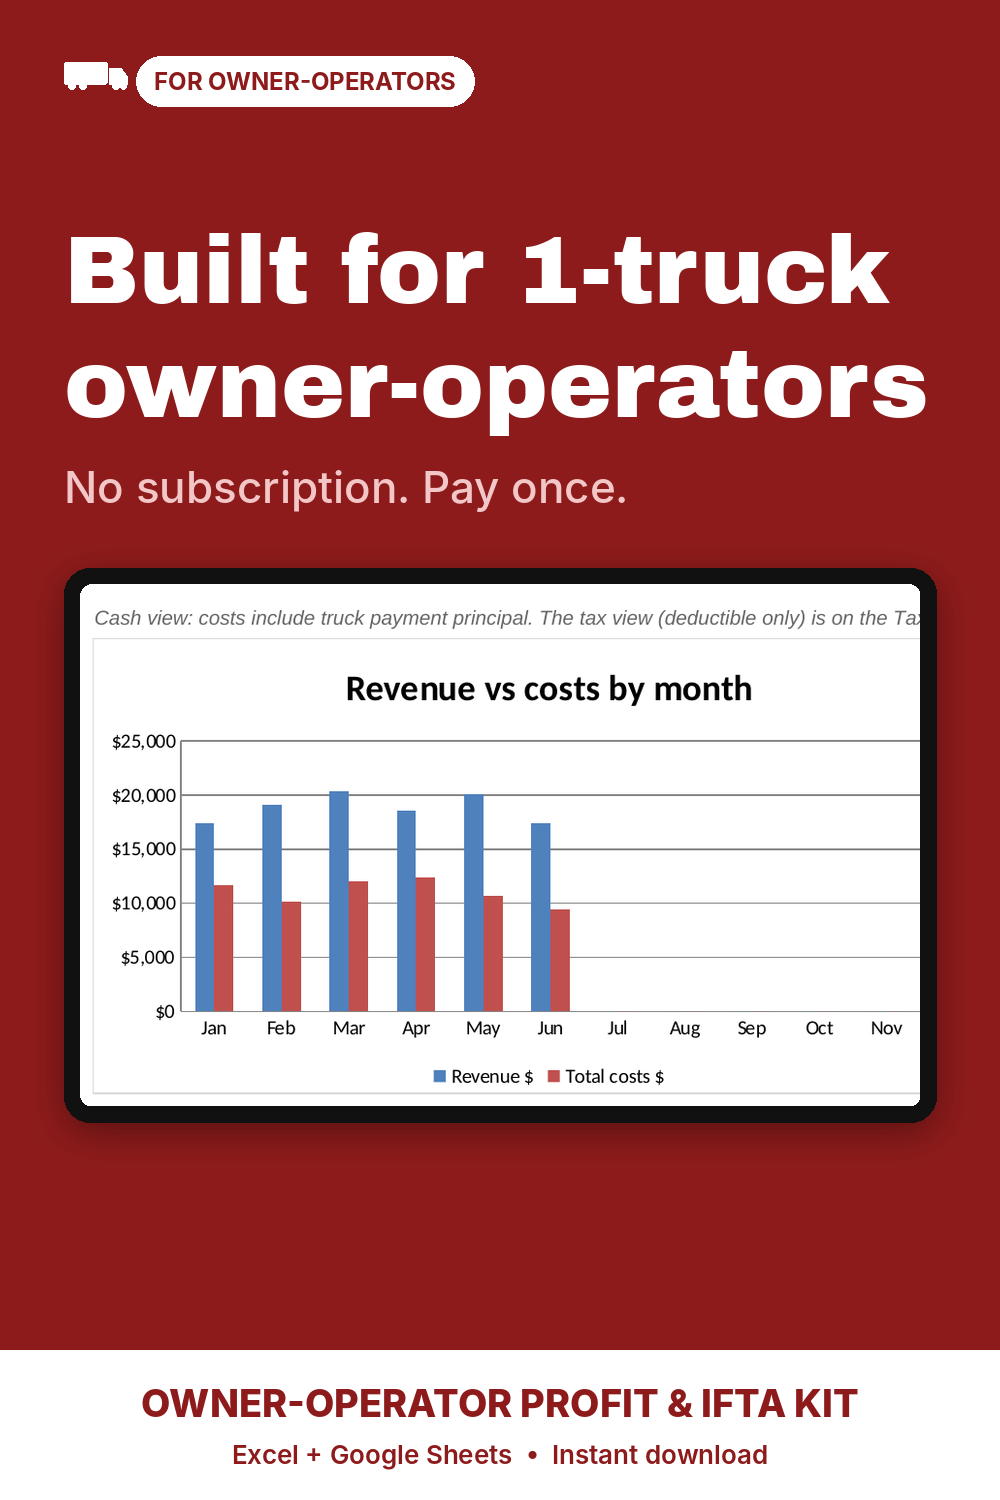 FOR OWNER-OPERATORS
Built for 1-truck
owner-operators
No subscription. Pay once.
Cash view: costs include truck payment principal. The tax view (deductible only) is on the Tax
Revenue vs costs by month
$25,000
$20,000
$15,000
$10,000
$5,000
$0
Jan Feb Mar Apr May Jun Jul Aug Sep Oct Nov
Revenue $ Total costs $
OWNER-OPERATOR PROFIT & IFTA KIT
Excel + Google Sheets • Instant download